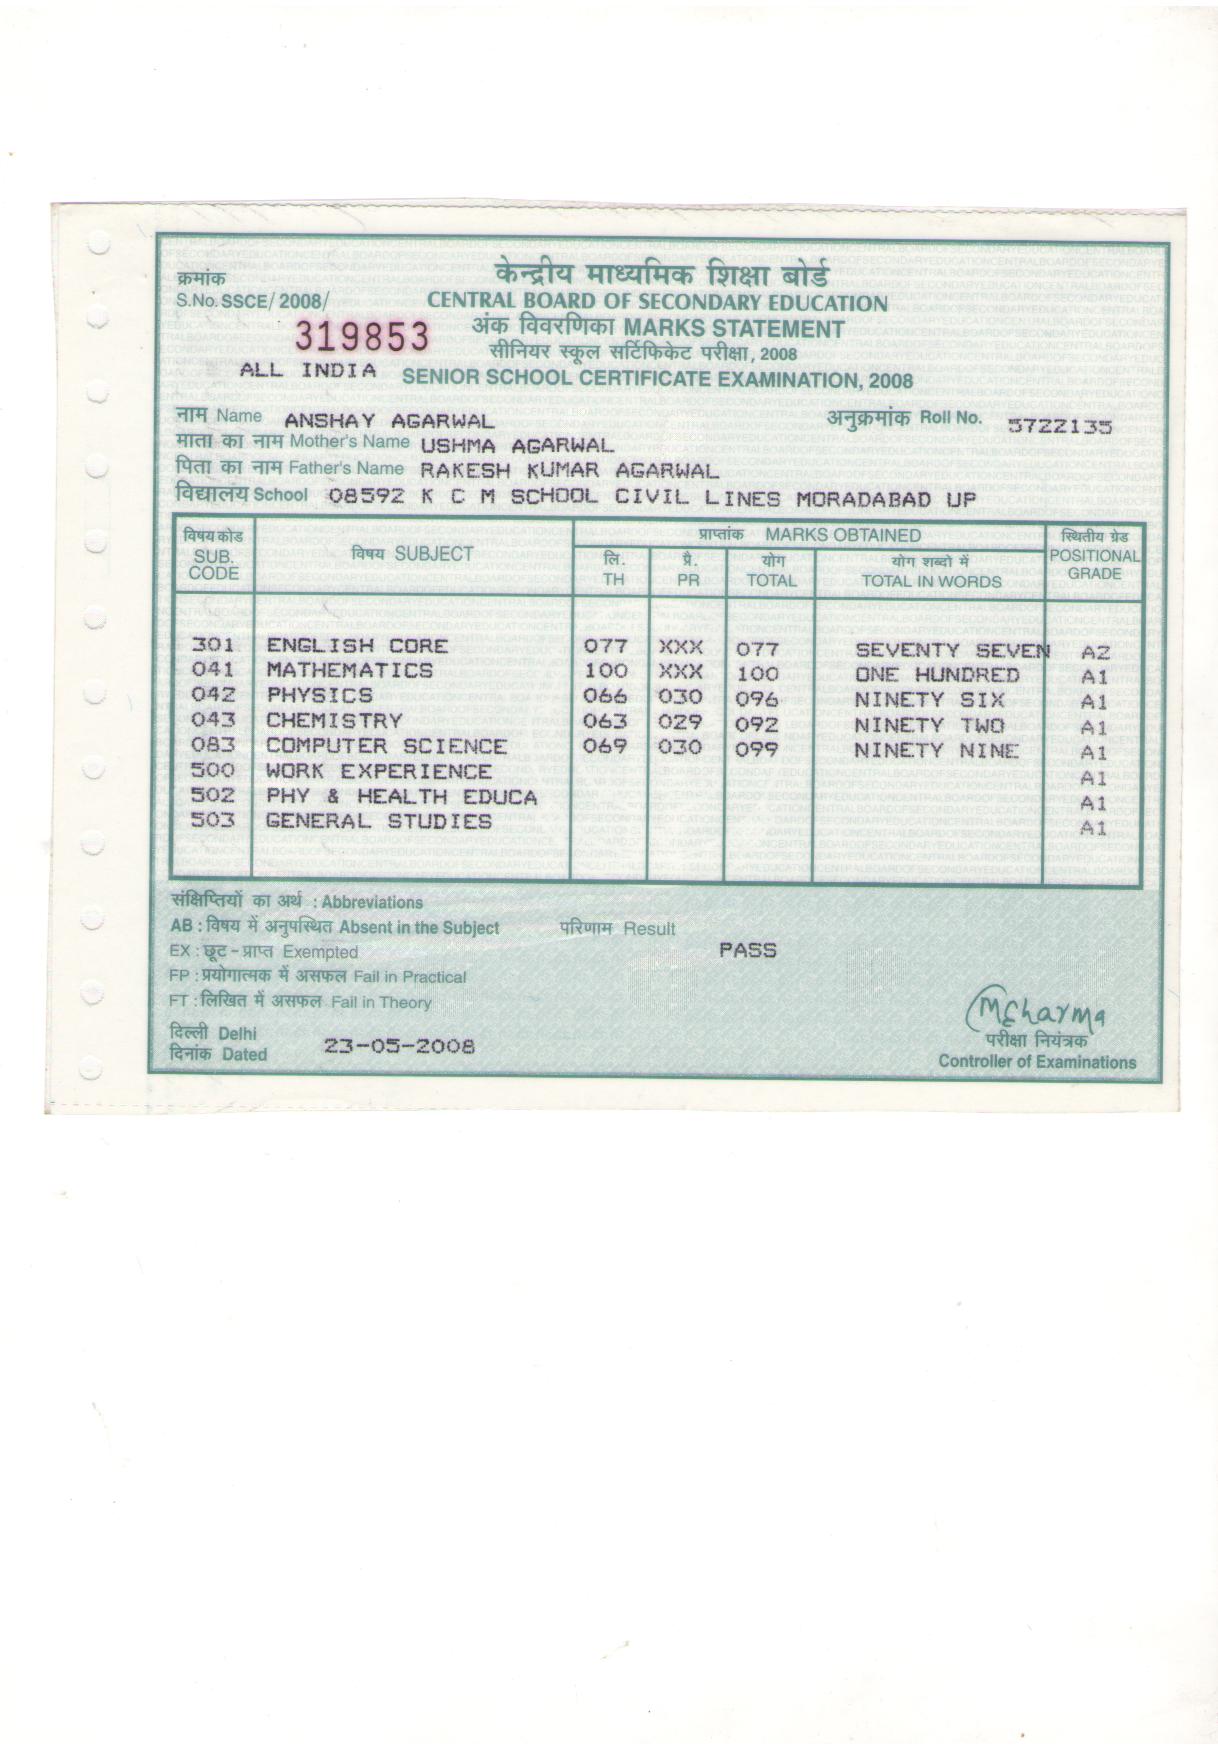 क्रमांक
S.No. SSCE/ 2008/
319853
ALL INDIA
केन्द्रीय माध्यमिक शिक्षा बोर्ड
CENTRAL BOARD OF SECONDARY EDUCATION
अंक विवरणिका MARKS STATEMENT
सीनियर स्कूल सर्टिफिकेट परीक्षा, 2008
SENIOR SCHOOL CERTIFICATE EXAMINATION, 2008
नाम Name ANSHAY AGARWAL अनुक्रमांक Roll No. 5722135
माता का नाम Mother's Name USHMA AGARWAL
पिता का नाम Father's Name RAKESH KUMAR AGARWAL
विद्यालय School 08592 K C M SCHOOL CIVIL LINES MORADABAD UP
विषय कोड SUB. CODE विषय SUBJECT प्राप्तांक MARKS OBTAINED स्थितीय ग्रेड POSITIONAL GRADE
लि. TH प्रै. PR योग TOTAL योग शब्दो में TOTAL IN WORDS
301 ENGLISH CORE 077 XXX 077 SEVENTY SEVEN A2
041 MATHEMATICS 100 XXX 100 ONE HUNDRED A1
042 PHYSICS 066 030 096 NINETY SIX A1
043 CHEMISTRY 063 029 092 NINETY TWO A1
083 COMPUTER SCIENCE 069 030 099 NINETY NINE A1
500 WORK EXPERIENCE A1
502 PHY & HEALTH EDUCA A1
503 GENERAL STUDIES A1
संक्षिप्तियों का अर्थ : Abbreviations
AB : विषय में अनुपस्थित Absent in the Subject परिणाम Result
EX : छूट - प्राप्त Exempted PASS
FP : प्रयोगात्मक में असफल Fail in Practical
FT : लिखित में असफल Fail in Theory
दिल्ली Delhi
दिनांक Dated 23-05-2008
MSharma
परीक्षा नियंत्रक
Controller of Examinations